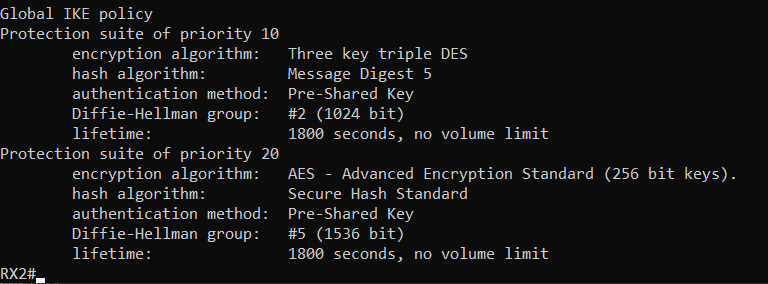 Global IKE policy
Protection suite of priority 10
        encryption algorithm:   Three key triple DES
        hash algorithm:         Message Digest 5
        authentication method:  Pre-Shared Key
        Diffie-Hellman group:   #2 (1024 bit)
        lifetime:               1800 seconds, no volume limit
Protection suite of priority 20
        encryption algorithm:   AES - Advanced Encryption Standard (256 bit keys).
        hash algorithm:         Secure Hash Standard
        authentication method:  Pre-Shared Key
        Diffie-Hellman group:   #5 (1536 bit)
        lifetime:               1800 seconds, no volume limit
RX2#